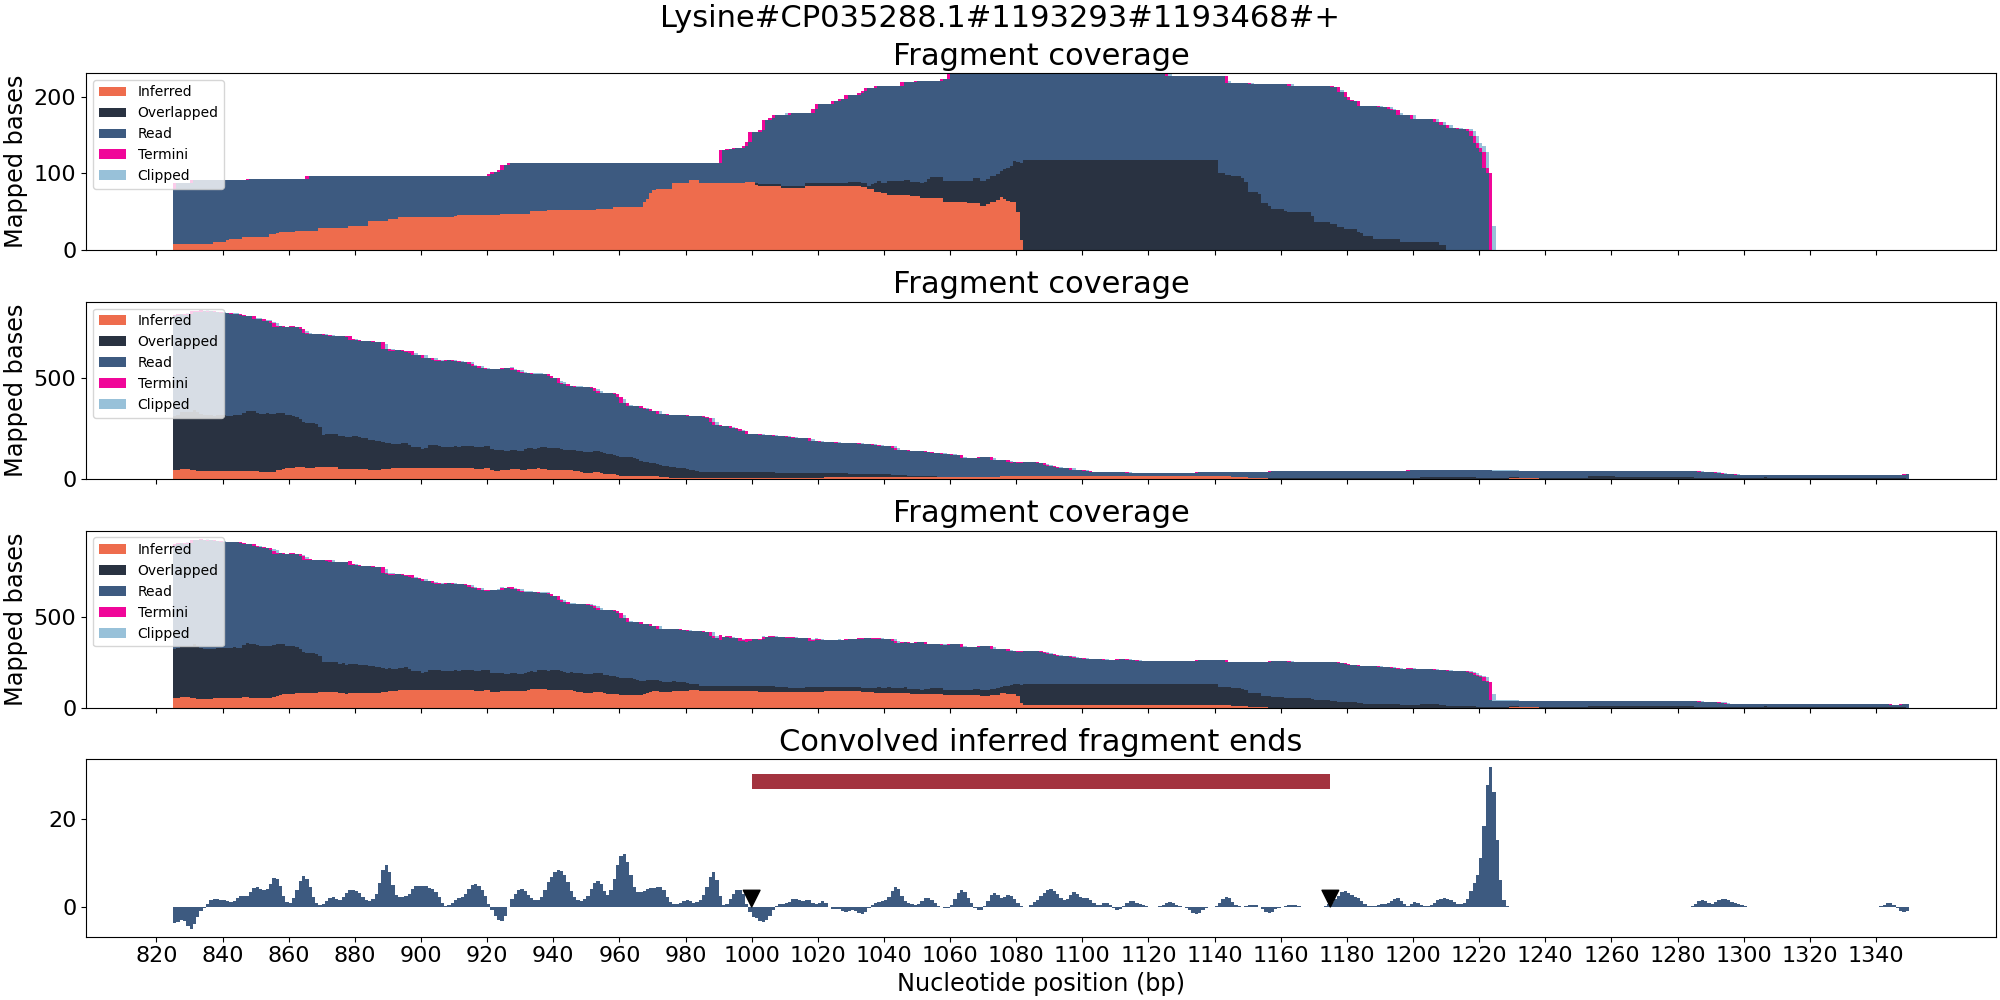 Lysine#CP035288.1#1193293#1193468#+
Fragment coverage
Mapped bases
200
100
0
Inferred
Overlapped
Read
Termini
Clipped
Fragment coverage
Mapped bases
500
0
Inferred
Overlapped
Read
Termini
Clipped
Fragment coverage
Mapped bases
500
0
Inferred
Overlapped
Read
Termini
Clipped
Convolved inferred fragment ends
20
0
820 840 860 880 900 920 940 960 980 1000 1020 1040 1060 1080 1100 1120 1140 1160 1180 1200 1220 1240 1260 1280 1300 1320 1340
Nucleotide position (bp)